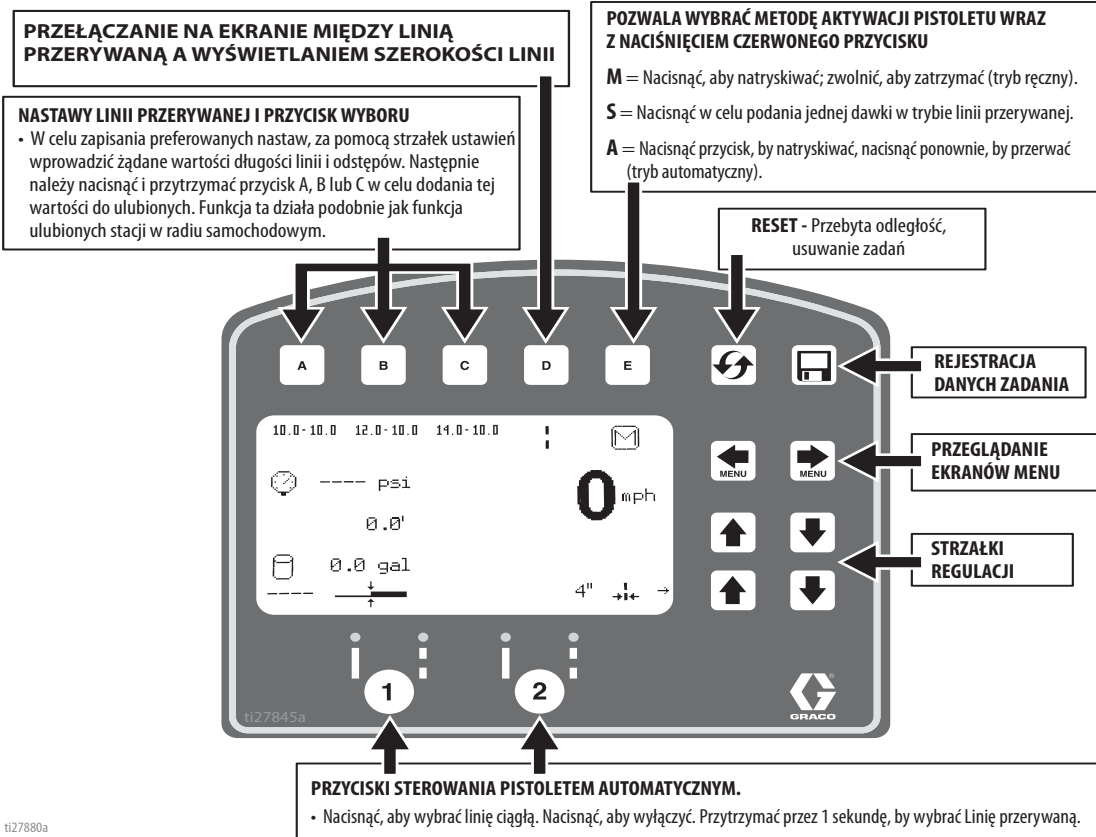 PRZEŁĄCZANIE NA EKRANIE MIĘDZY LINIĄ
PRZERYWANĄ A WYŚWIETLANIEM SZEROKOŚCI LINII
POZWALA WYBRAĆ METODĘ AKTYWACJI PISTOLETU WRAZ
Z NACIŚNIĘCIEM CZERWONEGO PRZYCISKU
M = Nacisnąć, aby natryskiwać; zwolnić, aby zatrzymać (tryb ręczny).
S = Nacisnąć w celu podania jednej dawki w trybie linii przerywanej.
A = Nacisnąć przycisk, by natryskiwać, nacisnąć ponownie, by przerwać
(tryb automatyczny).
NASTAWY LINII PRZERYWANEJ I PRZYCISK WYBORU
• W celu zapisania preferowanych nastaw, za pomocą strzałek ustawień
wprowadzić żądane wartości długości linii i odstępów. Następnie
należy nacisnąć i przytrzymać przycisk A, B lub C w celu dodania tej
wartości do ulubionych. Funkcja ta działa podobnie jak funkcja
ulubionych stacji w radiu samochodowym.
RESET - Przebyta odległość,
usuwanie zadań
A B C D E
REJESTRACJA
DANYCH ZADANIA
10.0-10.0 12.0-10.0 14.0-10.0 M
MENU MENU
PRZEGLĄDANIE
EKRANÓW MENU
---- psi
0 mph
0.0'
STRZAŁKI
REGULACJI
0.0 gal
---- 4"
1 2
GRACO
ti27845a
PRZYCISKI STEROWANIA PISTOLETEM AUTOMATYCZNYM.
• Nacisnąć, aby wybrać linię ciągłą. Nacisnąć, aby wyłączyć. Przytrzymać przez 1 sekundę, by wybrać Linię przerywaną.
ti27880a